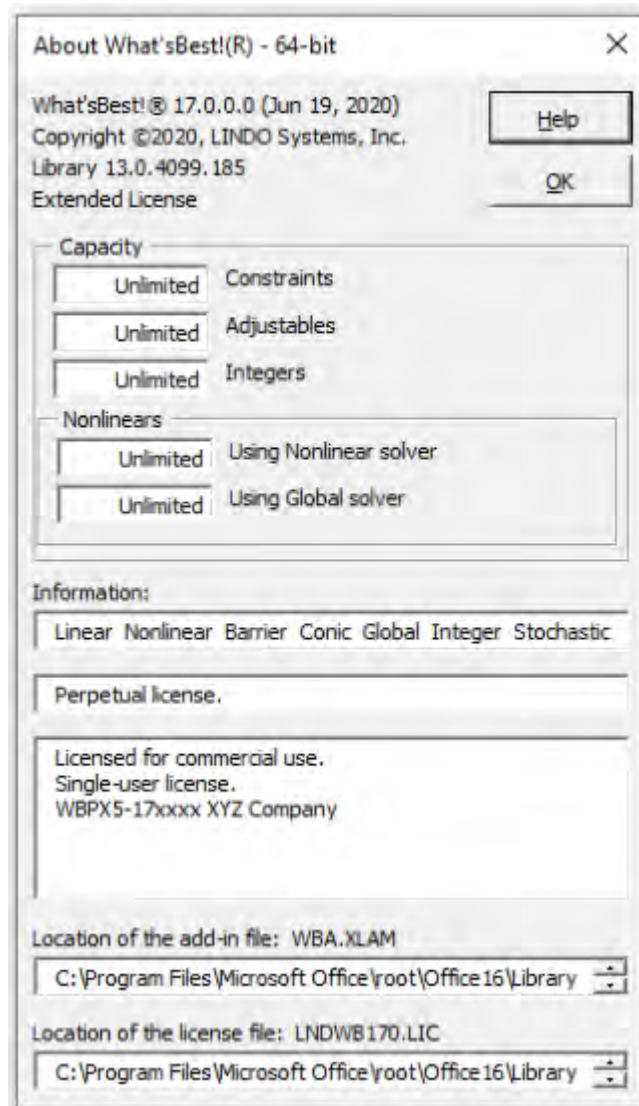 About What'sBest!(R) - 64-bit
What'sBest!® 17.0.0.0 (Jun 19, 2020)
Copyright ©2020, LINDO Systems, Inc.
Library 13.0.4099.185
Extended License
Help
OK
Capacity
Unlimited Constraints
Unlimited Adjustables
Unlimited Integers
Nonlinears
Unlimited Using Nonlinear solver
Unlimited Using Global solver
Information:
Linear Nonlinear Barrier Conic Global Integer Stochastic
Perpetual license.
Licensed for commercial use.
Single-user license.
WBPX5-17xxxx XYZ Company
Location of the add-in file: WBA.XLAM
C:\Program Files\Microsoft Office\root\Office16\Library
Location of the license file: LNDWB170.LIC
C:\Program Files\Microsoft Office\root\Office16\Library